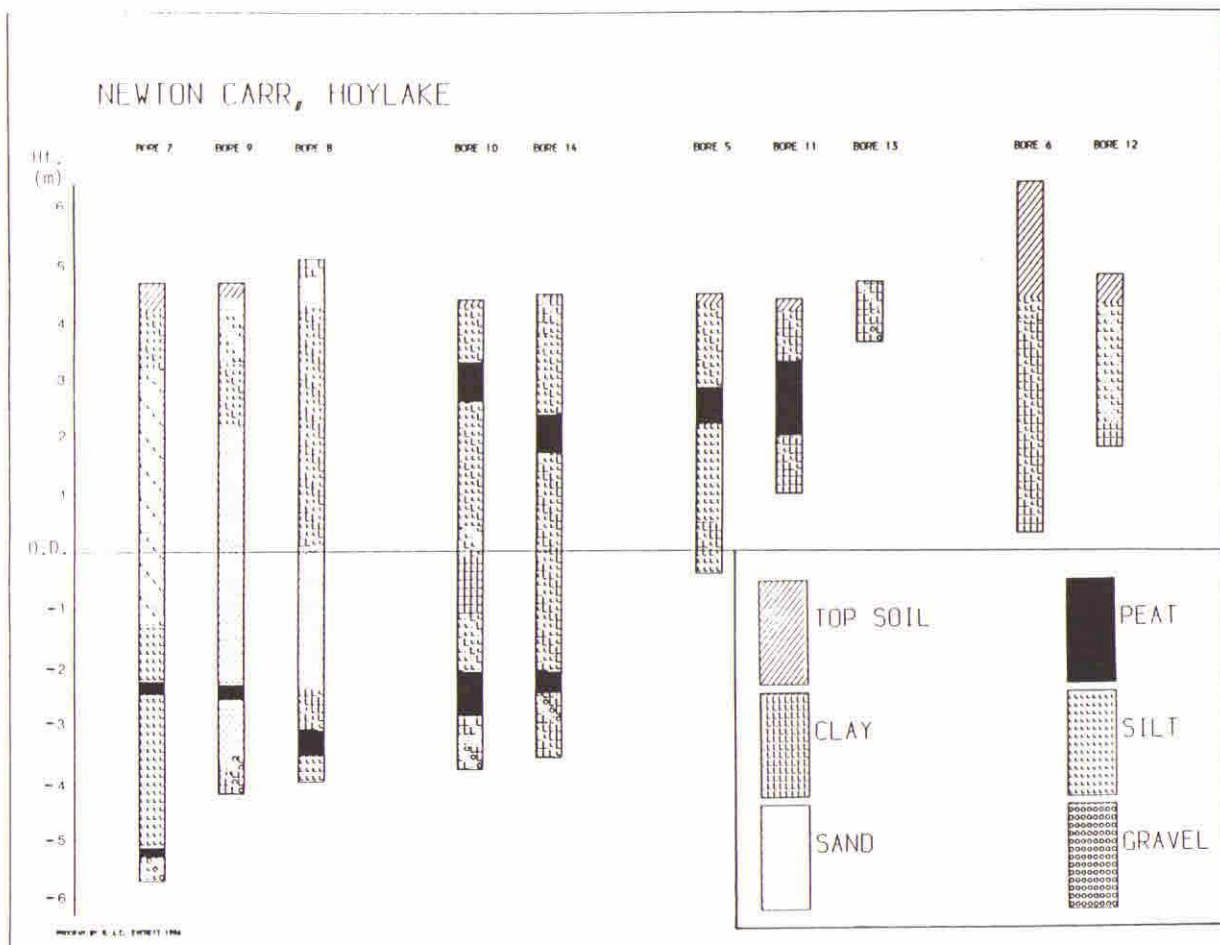 NEWTON CARR, HOYLAKE
BORE 7 BORE 9 BORE 8 BORE 10 BORE 14 BORE 5 BORE 11 BORE 13 BORE 6 BORE 12
Ht.
(m)
6
5
4
3
2
1
O.D.
-1
-2
-3
-4
-5
-6
TOP SOIL PEAT
CLAY SILT
SAND GRAVEL